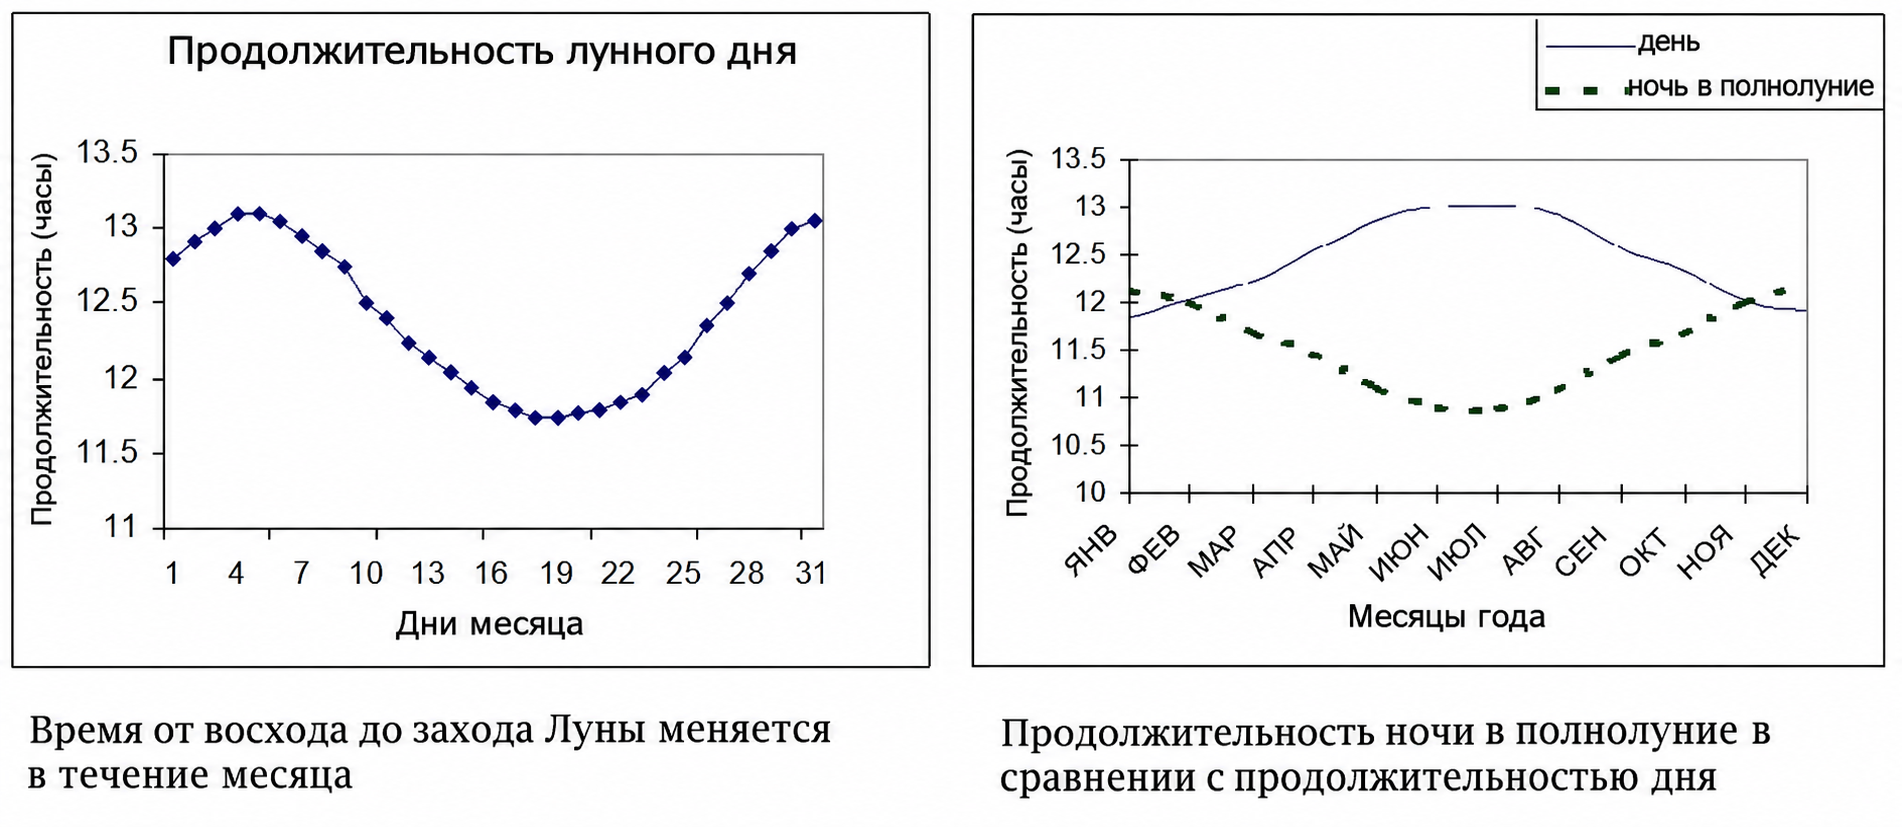 Продолжительность лунного дня
Продолжительность (часы)
13.5
13
12.5
12
11.5
11
1 4 7 10 13 16 19 22 25 28 31
Дни месяца
Время от восхода до захода Луны меняется
в течение месяца
день
ночь в полнолуние
Продолжительность (часы)
13.5
13
12.5
12
11.5
11
10.5
10
ЯНВ ФЕВ МАР АПР МАЙ ИЮН ИЮЛ АВГ СЕН ОКТ НОЯ ДЕК
Месяцы года
Продолжительность ночи в полнолуние в
сравнении с продолжительностью дня